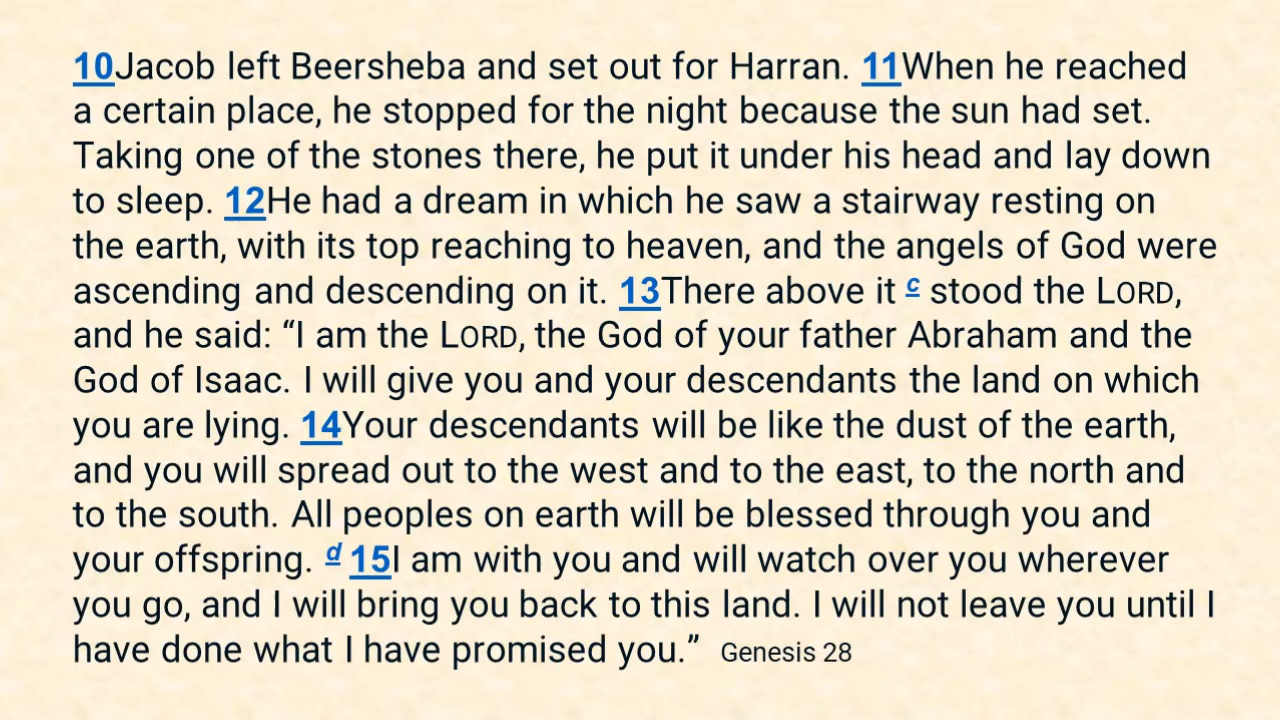 10Jacob left Beersheba and set out for Harran. 11When he reached
a certain place, he stopped for the night because the sun had set.
Taking one of the stones there, he put it under his head and lay down
to sleep. 12He had a dream in which he saw a stairway resting on
the earth, with its top reaching to heaven, and the angels of God were
ascending and descending on it. 13There above it c stood the LORD,
and he said: “I am the LORD, the God of your father Abraham and the
God of Isaac. I will give you and your descendants the land on which
you are lying. 14Your descendants will be like the dust of the earth,
and you will spread out to the west and to the east, to the north and
to the south. All peoples on earth will be blessed through you and
your offspring. d 15I am with you and will watch over you wherever
you go, and I will bring you back to this land. I will not leave you until I
have done what I have promised you.” Genesis 28